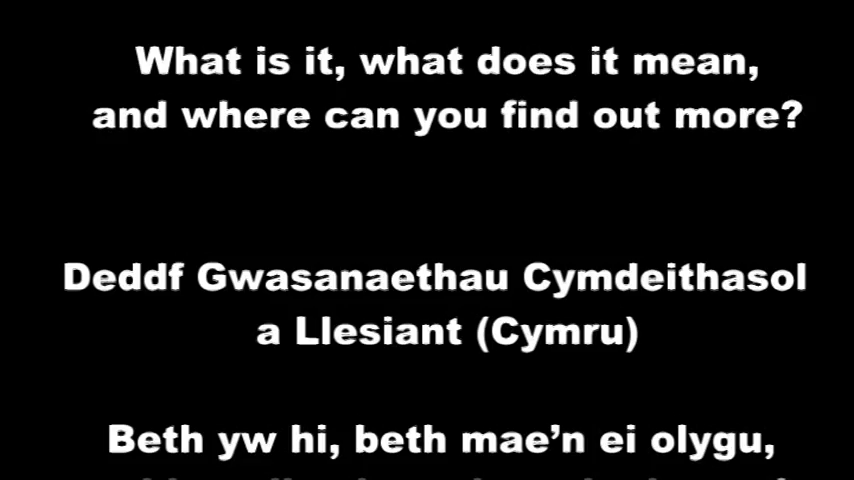 What is it, what does it mean,
and where can you find out more?
Deddf Gwasanaethau Cymdeithasol
a Llesiant (Cymru)
Beth yw hi, beth mae’n ei olygu,